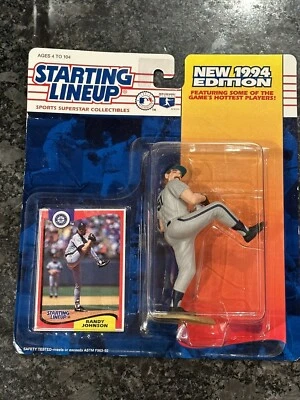 AGES 4 TO 104
STARTING
LINEUP
SPORTS SUPERSTAR COLLECTIBLES
NEW 1994
EDITION
FEATURING SOME OF THE
GAME'S HOTTEST PLAYERS!
STARTING
LINEUP
RANDY
JOHNSON